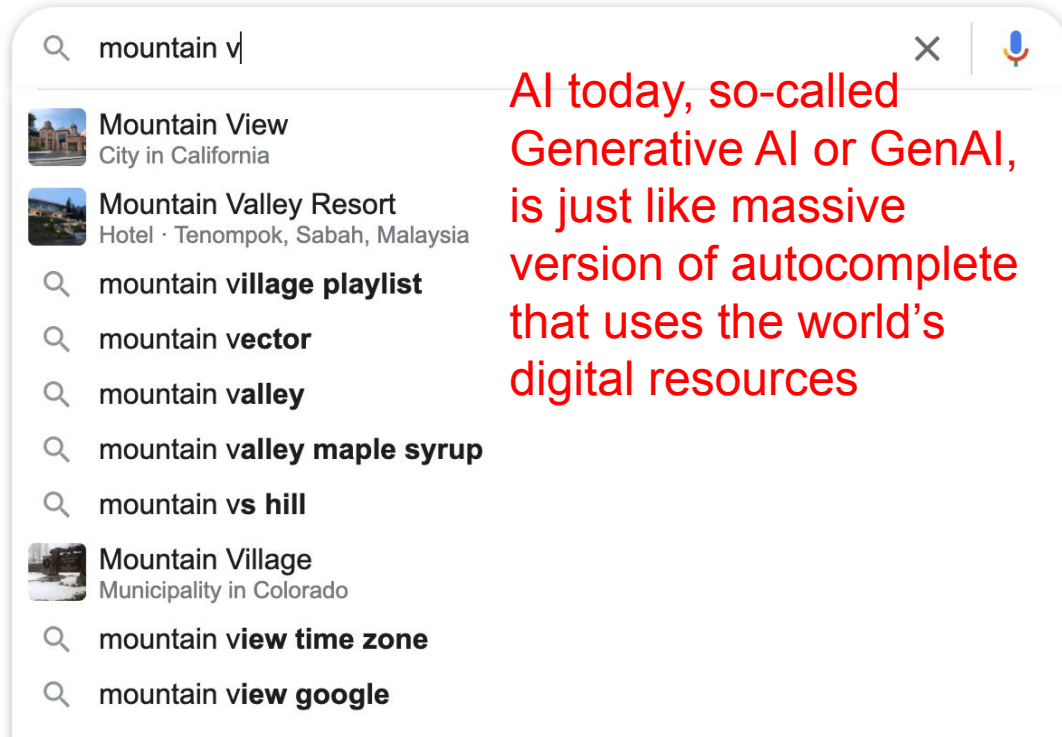 mountain v
AI today, so-called
Generative AI or GenAI,
is just like massive
version of autocomplete
that uses the world's
digital resources
Mountain View
City in California
Mountain Valley Resort
Hotel · Tenompok, Sabah, Malaysia
mountain village playlist
mountain vector
mountain valley
mountain valley maple syrup
mountain vs hill
Mountain Village
Municipality in Colorado
mountain view time zone
mountain view google